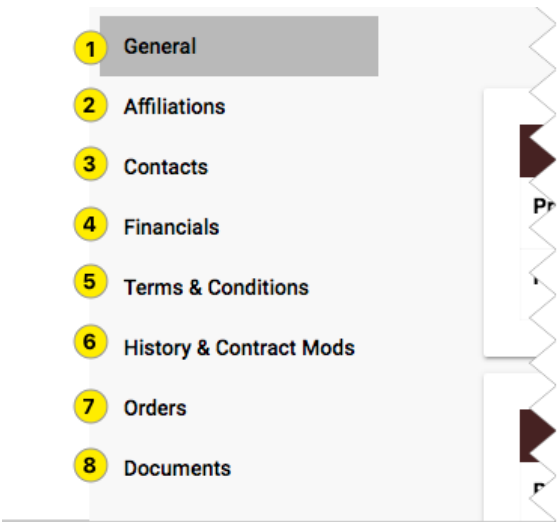 1 General
2 Affiliations
3 Contacts
4 Financials
5 Terms & Conditions
6 History & Contract Mods
7 Orders
8 Documents